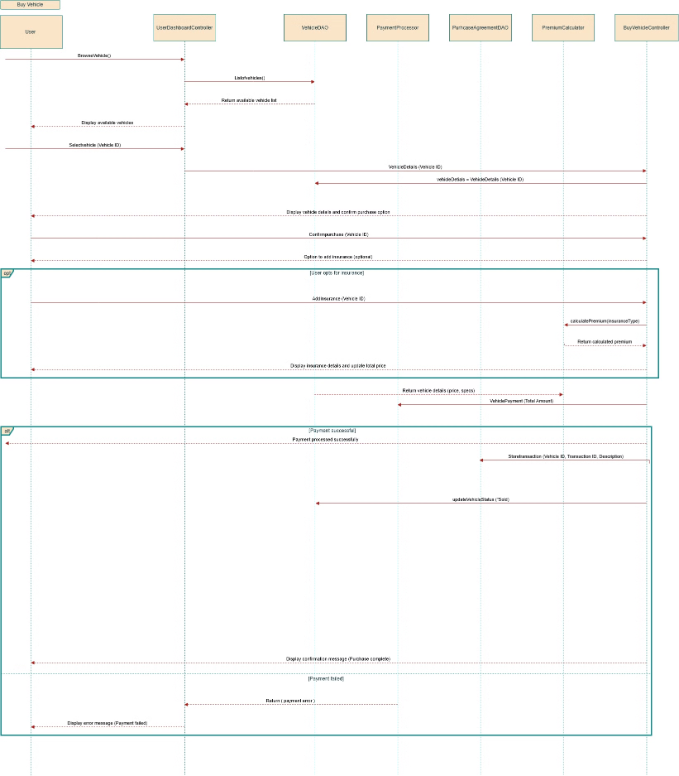 Buy Vehicle
User
UserDashboardController
VehicleDAO
PaymentProcessor
PurhcaseAgreementDAO
PremiumCalculator
BuyVehicleController
BrowseVehicle()
ListofVehicles()
Return available vehicle list
Display available vehicles
SelectVehicle (Vehicle ID)
VehicleDetails (Vehicle ID)
vehicleDetails = VehicleDetails (Vehicle ID)
Display vehicle details and confirm purchase option
Confirmpurchase (Vehicle ID)
Option to add insurance (optional)
opt
[User opts for insurance]
AddInsurance (Vehicle ID)
calculatePremium(insuranceType)
Return calculated premium
Display insurance details and update total price
Return vehicle details (price, specs)
VehiclePayment (Total Amount)
alt
[Payment successful]
Payment processed successfully
Storetransaction (Vehicle ID, Transaction ID, Description)
updateVehicleStatus
Display confirmation message (Purchase complete)
[Payment failed]
Return ( payment error )
Display error message (Payment failed)